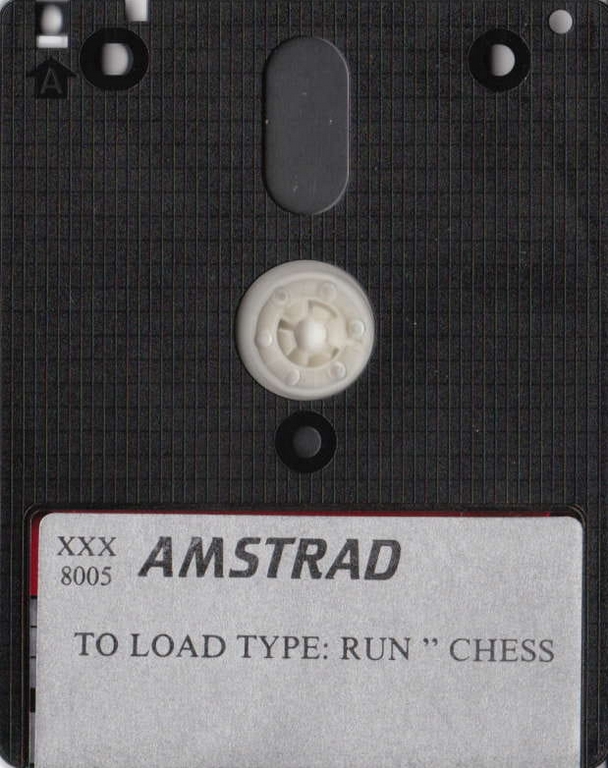 A
XXX AMSTRAD
8005
TO LOAD TYPE: RUN ” CHESS